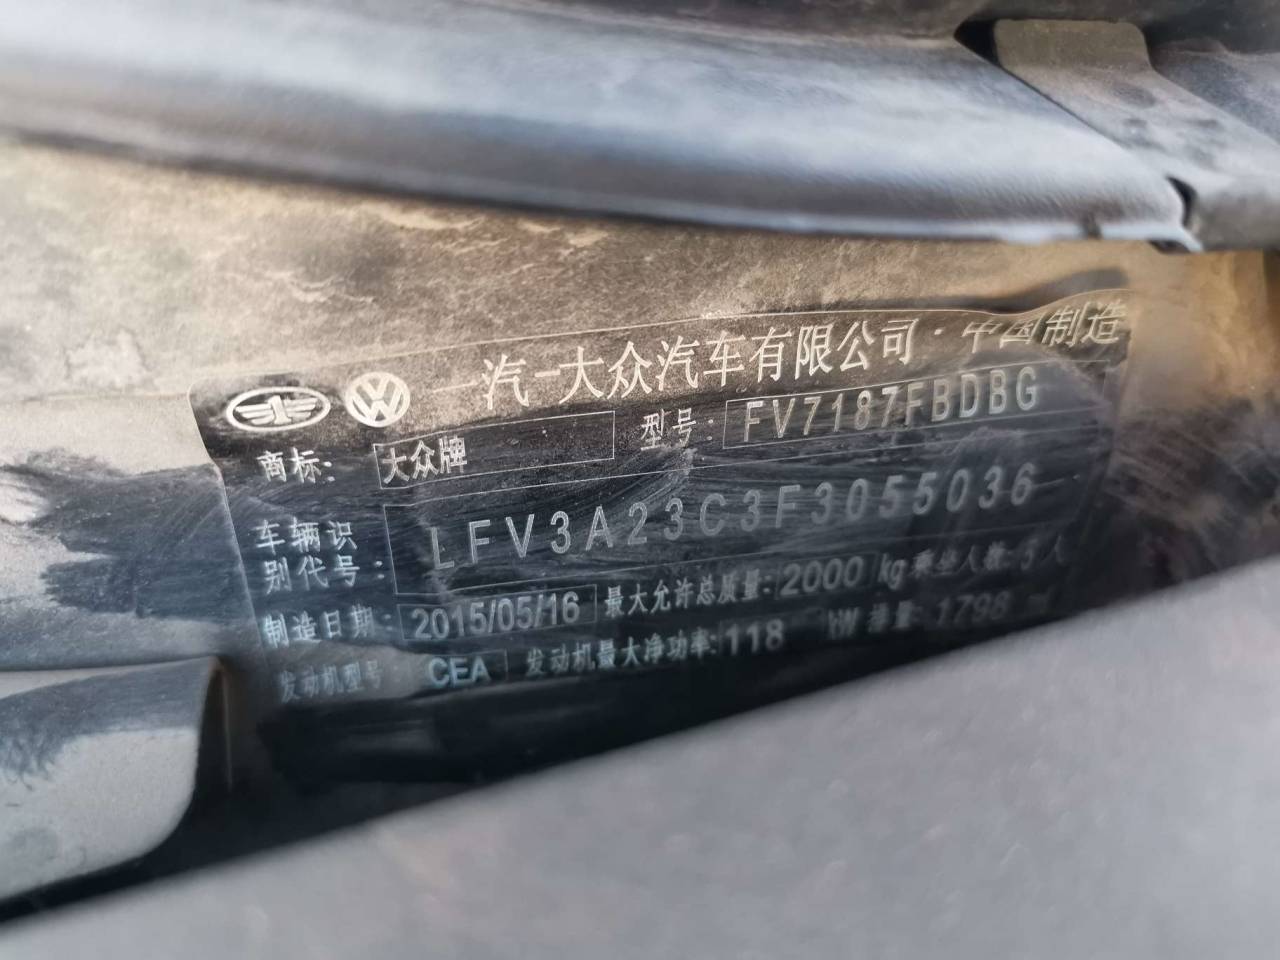 一汽-大众汽车有限公司·中国制造
商标: 大众牌 型号: FV7187FBDBG
车辆识别代号: LFV3A23C3F3055036
制造日期: 2015/05/16 最大允许总质量: 2000 kg 乘坐人数: 5 人
发动机型号 CEA 发动机最大净功率: 118 kW 排量: 1798 ml